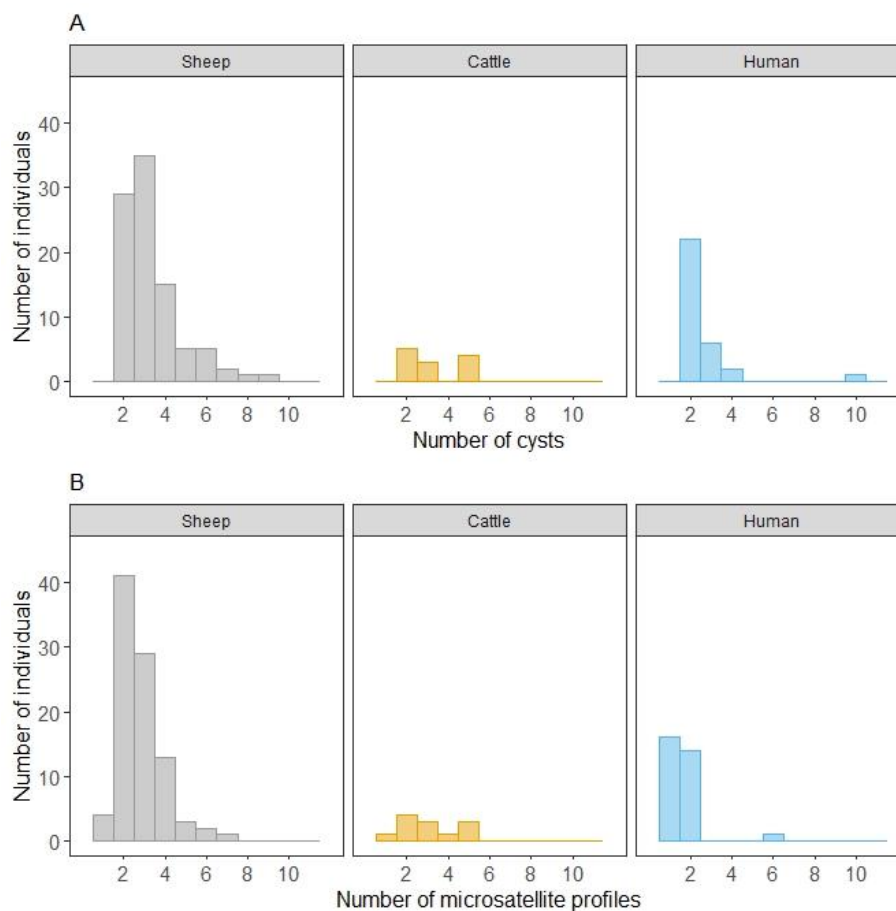 A
Sheep Cattle Human
Number of individuals
40
30
20
10
0
2 4 6 8 10 2 4 6 8 10 2 4 6 8 10
Number of cysts
B
Sheep Cattle Human
Number of individuals
40
30
20
10
0
2 4 6 8 10 2 4 6 8 10 2 4 6 8 10
Number of microsatellite profiles